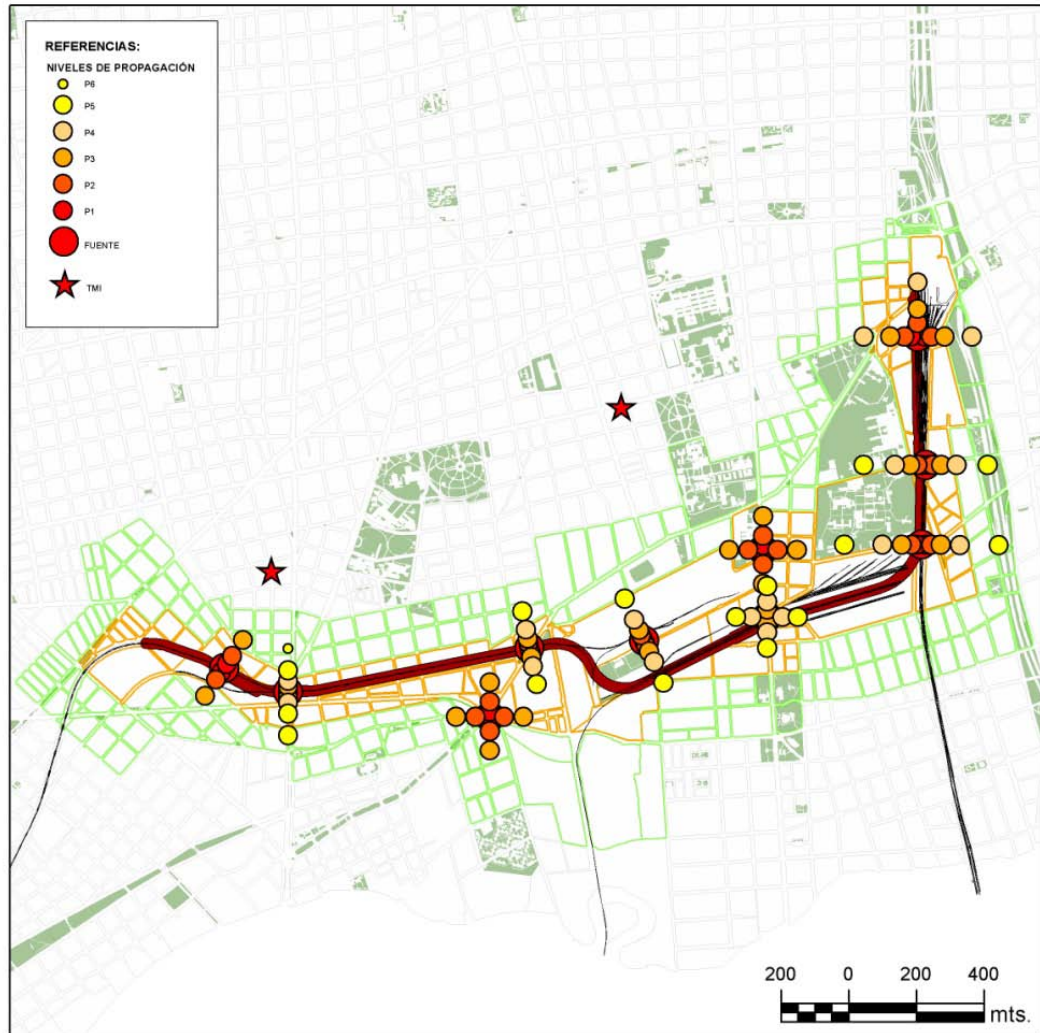 REFERENCIAS:
NIVELES DE PROPAGACIÓN
P6
P5
P4
P3
P2
P1
FUENTE
TMI
200 0 200 400
mts.